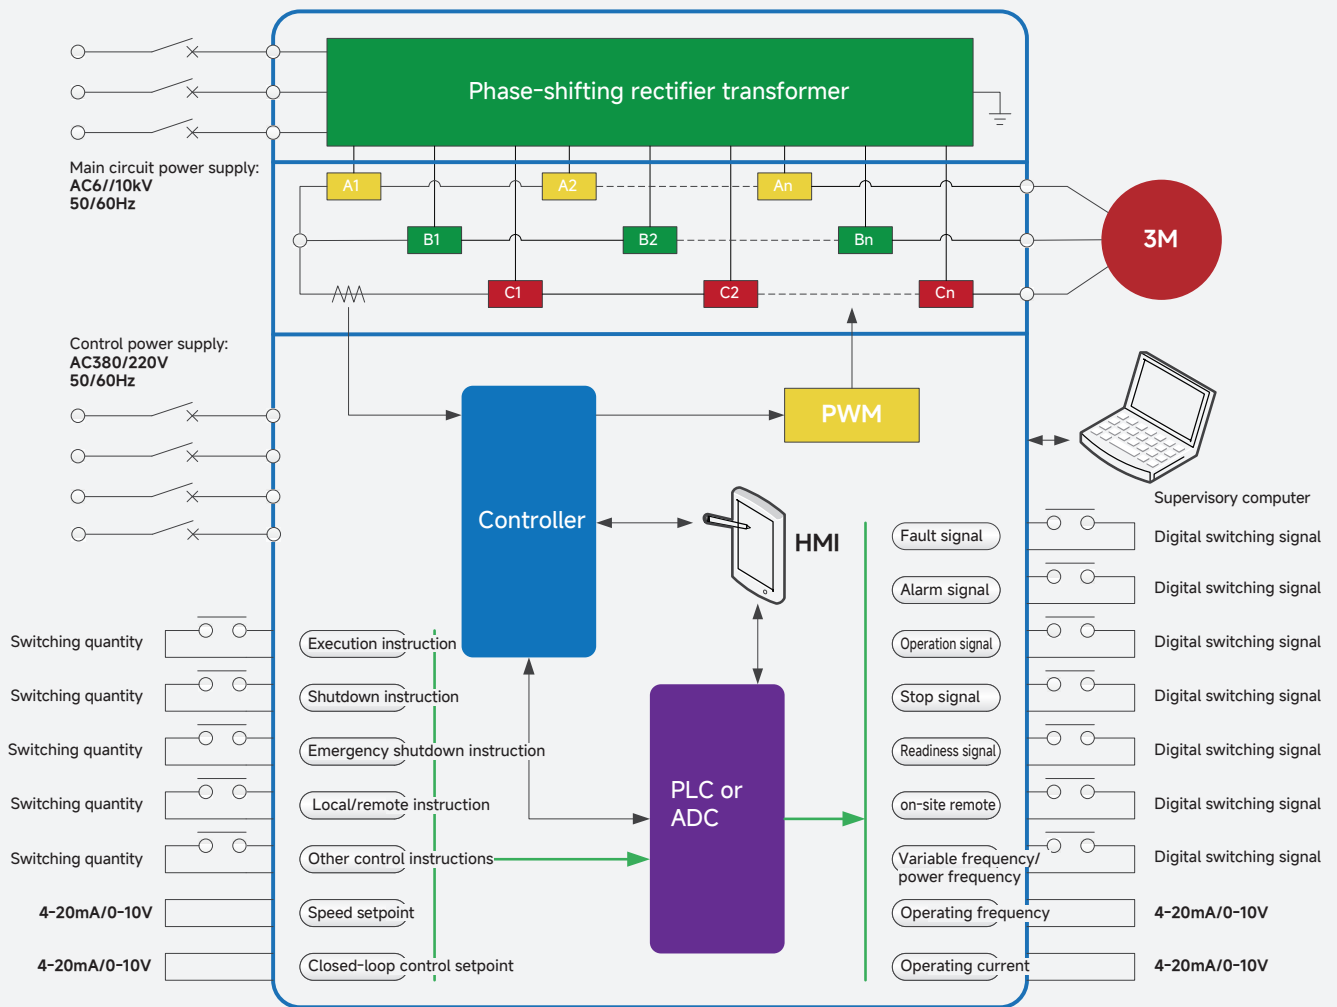 Phase-shifting rectifier transformer
Main circuit power supply:
AC6//10kV
50/60Hz
A1
A2
An
B1
B2
Bn
3M
C1
C2
Cn
Control power supply:
AC380/220V
50/60Hz
PWM
Controller
HMI
Supervisory computer
Fault signal
Digital switching signal
Alarm signal
Digital switching signal
Switching quantity
Execution instruction
Operation signal
Digital switching signal
Switching quantity
Shutdown instruction
Stop signal
Digital switching signal
Switching quantity
Emergency shutdown instruction
Readiness signal
Digital switching signal
PLC or
ADC
Switching quantity
Local/remote instruction
on-site remote
Digital switching signal
Switching quantity
Other control instructions
Variable frequency/
power frequency
Digital switching signal
4-20mA/0-10V
Speed setpoint
Operating frequency
4-20mA/0-10V
4-20mA/0-10V
Closed-loop control setpoint
Operating current
4-20mA/0-10V